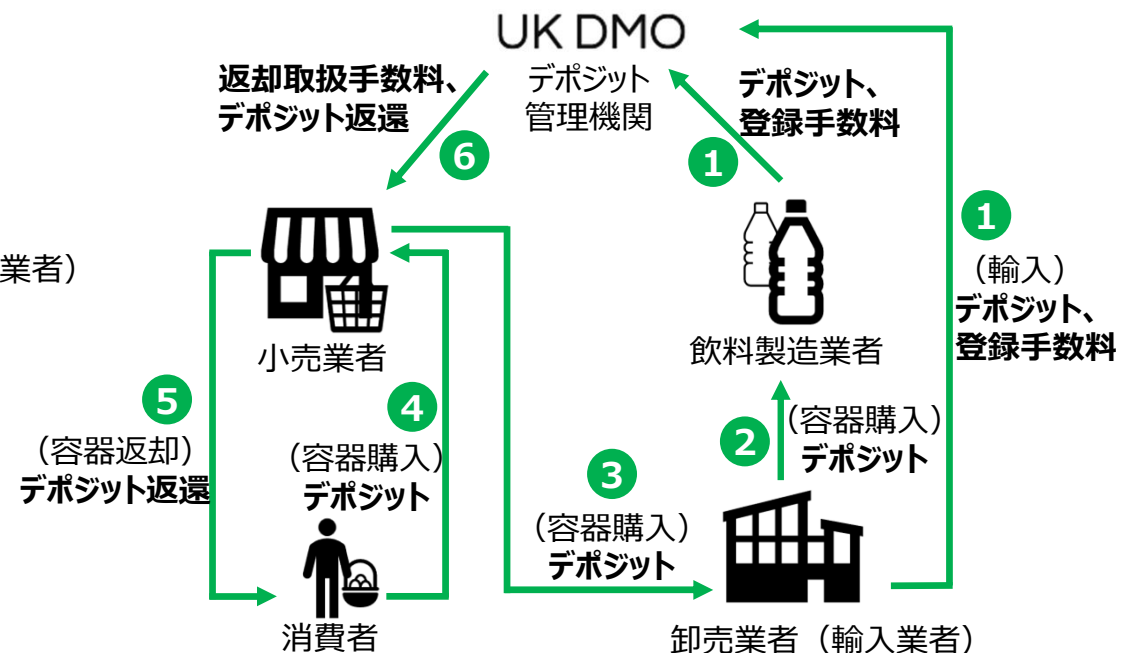 UK DMO
デポジット
管理機関
返却取扱手数料、
デポジット返還
6
デポジット、
登録手数料
1
1
（輸入）
デポジット、
登録手数料
業者）
小売業者
飲料製造業者
5
（容器返却）
デポジット返還
4
（容器購入）
デポジット
3
（容器購入）
デポジット
2
（容器購入）
デポジット
消費者
卸売業者（輸入業者）